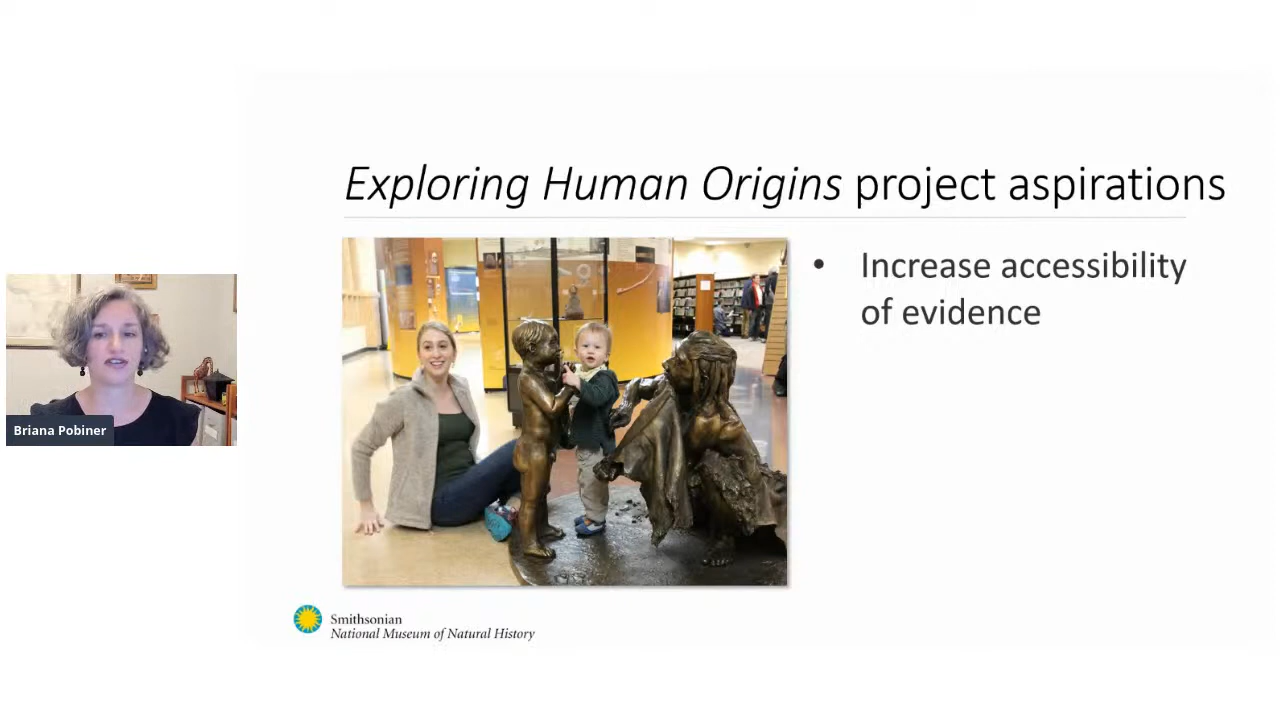 Exploring Human Origins project aspirations
• Increase accessibility
of evidence
Briana Pobiner
Smithsonian
National Museum of Natural History